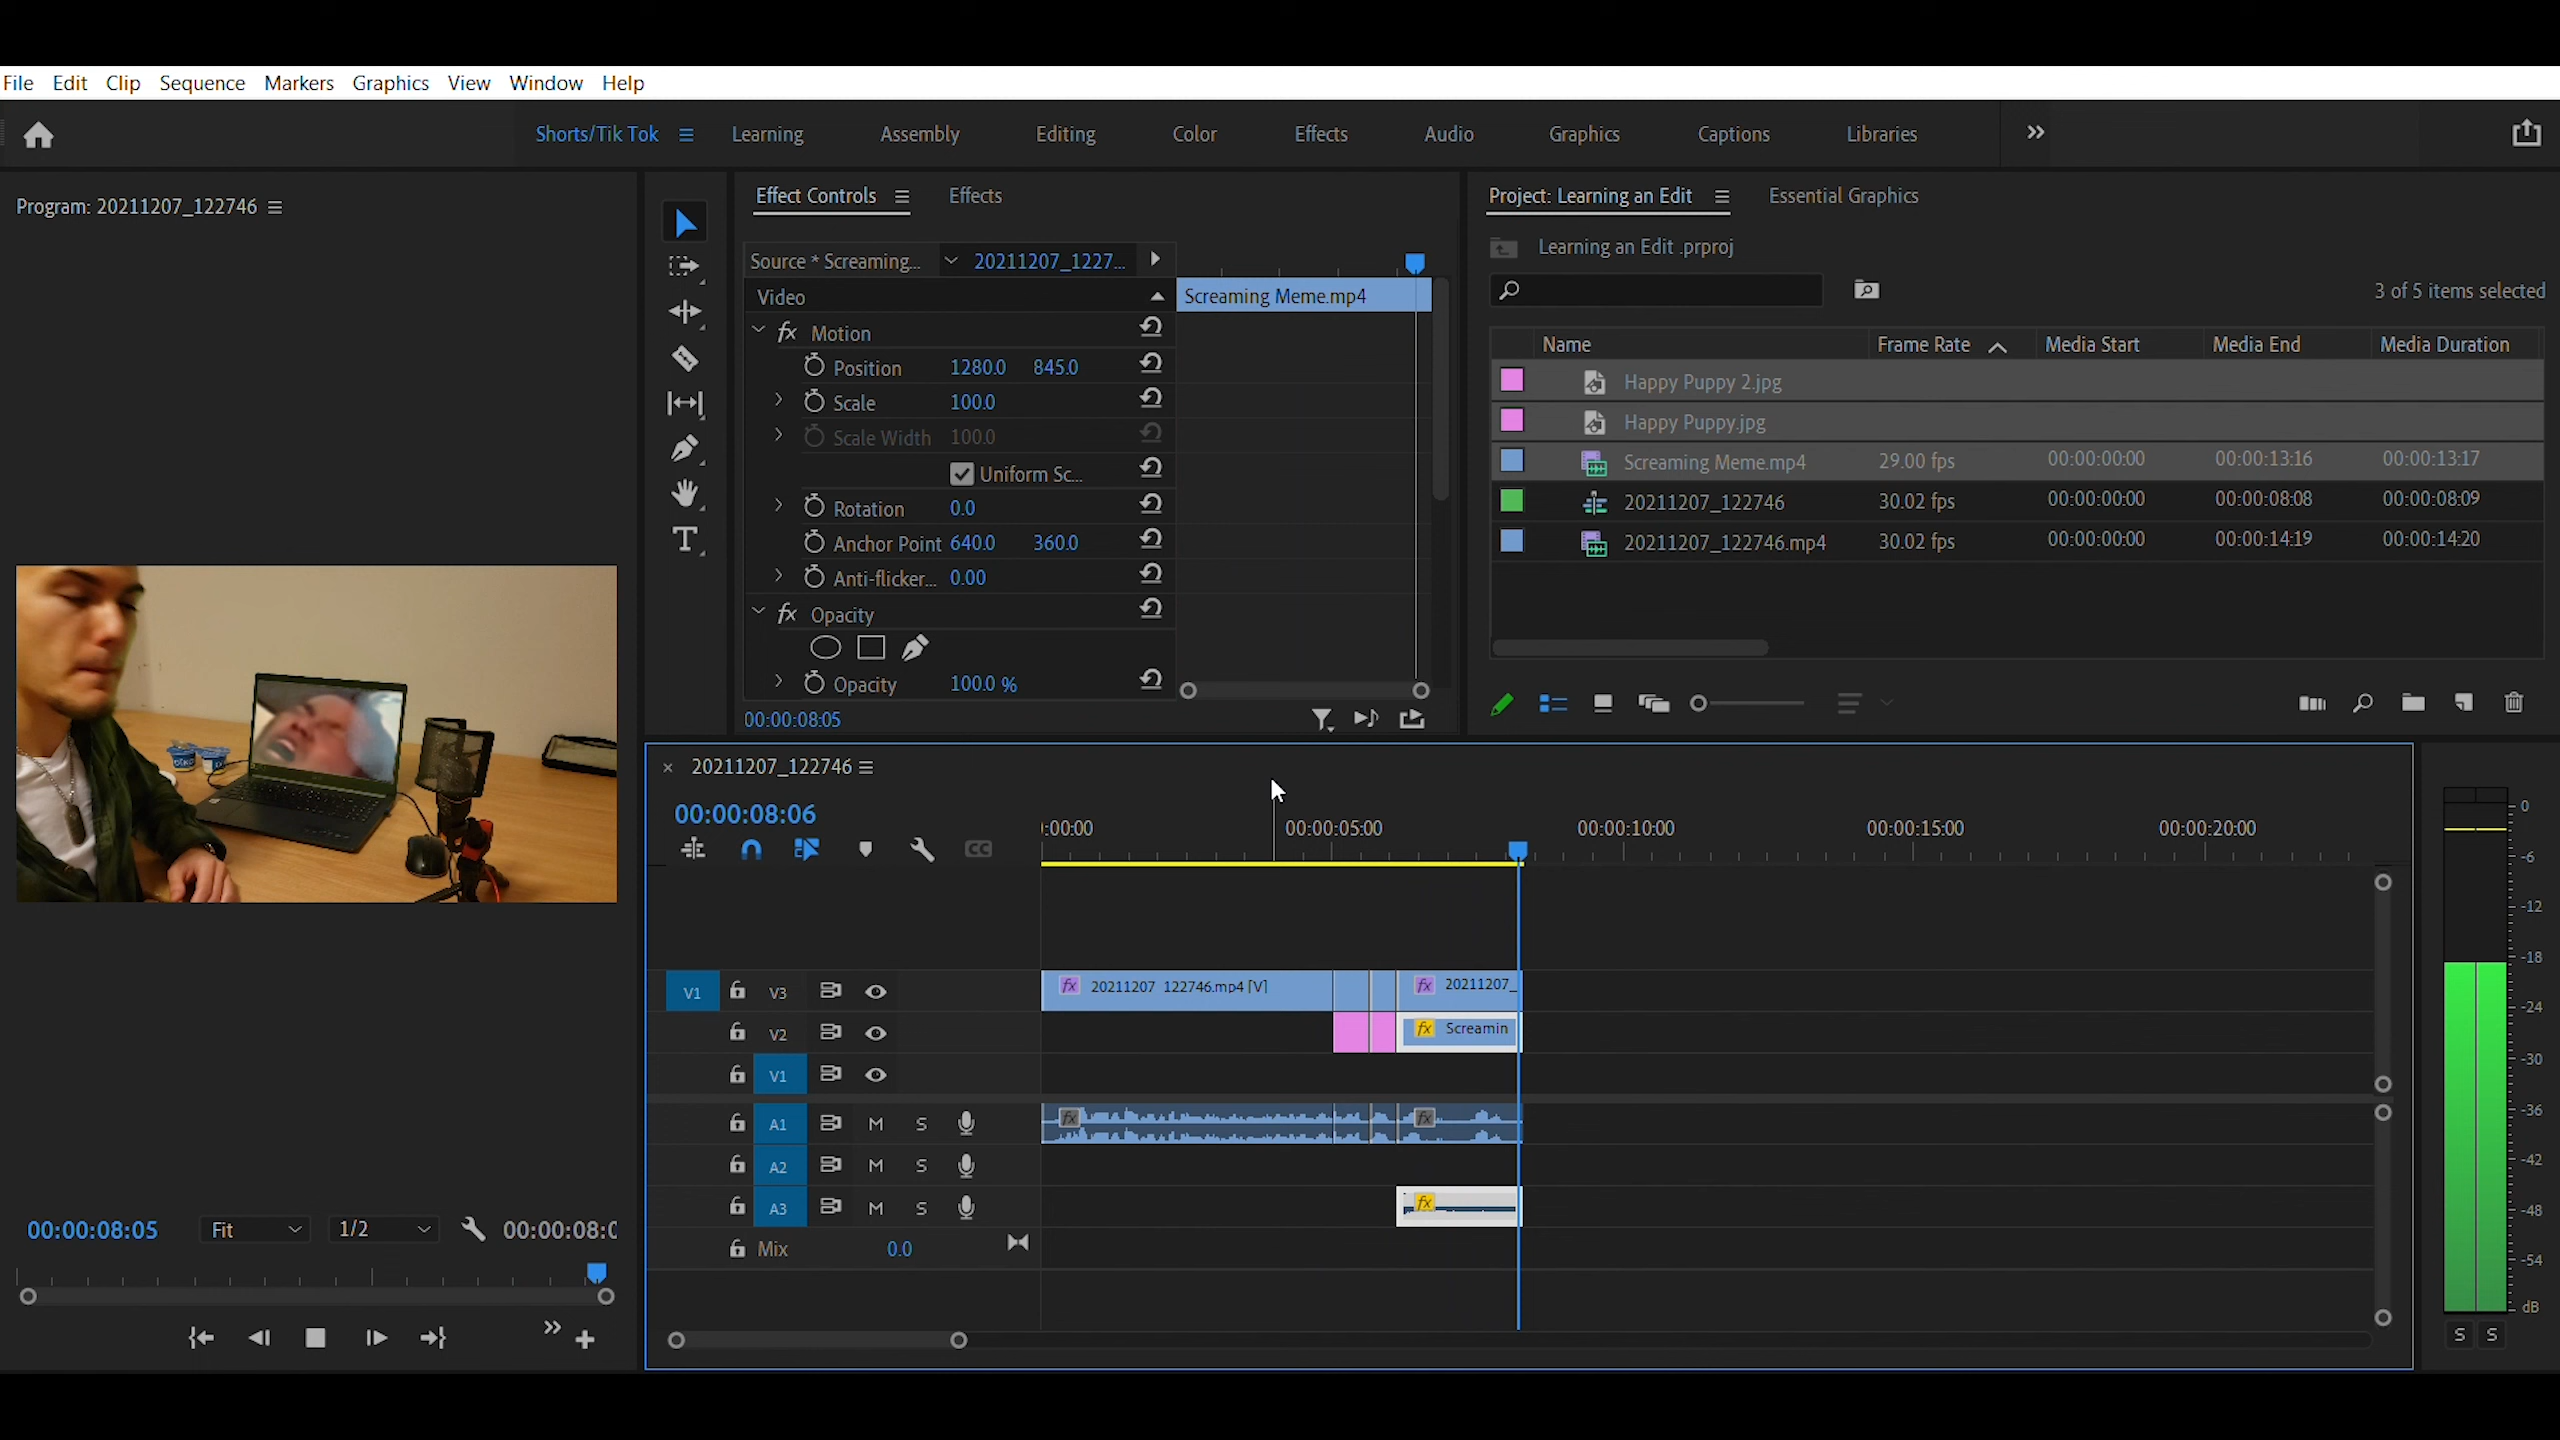 File Edit Clip Sequence Markers Graphics View Window Help
Shorts/Tik Tok Learning Assembly Editing Color Effects Audio Graphics Captions Libraries
Program: 20211207_122746
Effect Controls Effects
Source * Screaming... 20211207_1227...
Video
Screaming Meme.mp4
fx Motion
Position 1280.0 845.0
Scale 100.0
Scale Width 100.0
Uniform Sc...
Rotation 0.0
Anchor Point 640.0 360.0
Anti-flicker... 0.00
fx Opacity
Opacity 100.0 %
00:00:08:05
Project: Learning an Edit Essential Graphics
Learning an Edit .prproj
3 of 5 items selected
Name Frame Rate Media Start Media End Media Duration
Happy Puppy 2.jpg
Happy Puppy.jpg
Screaming Meme.mp4 29.00 fps 00:00:00:00 00:00:13:16 00:00:13:17
20211207_122746 30.02 fps 00:00:00:00 00:00:08:08 00:00:08:09
20211207_122746.mp4 30.02 fps 00:00:00:00 00:00:14:19 00:00:14:20
20211207_122746
00:00:08:06
:00:00 00:00:05:00 00:00:10:00 00:00:15:00 00:00:20:00
CC
V1 V3 fx 20211207_122746.mp4 [V] fx 20211207_
V2 fx Screamin
V1
A1 M S fx fx
A2 M S
A3 M S fx
Mix 0.0
00:00:08:05 Fit 1/2 00:00:08:0
0
-6
-12
-18
-24
-30
-36
-42
-48
-54
dB
S S